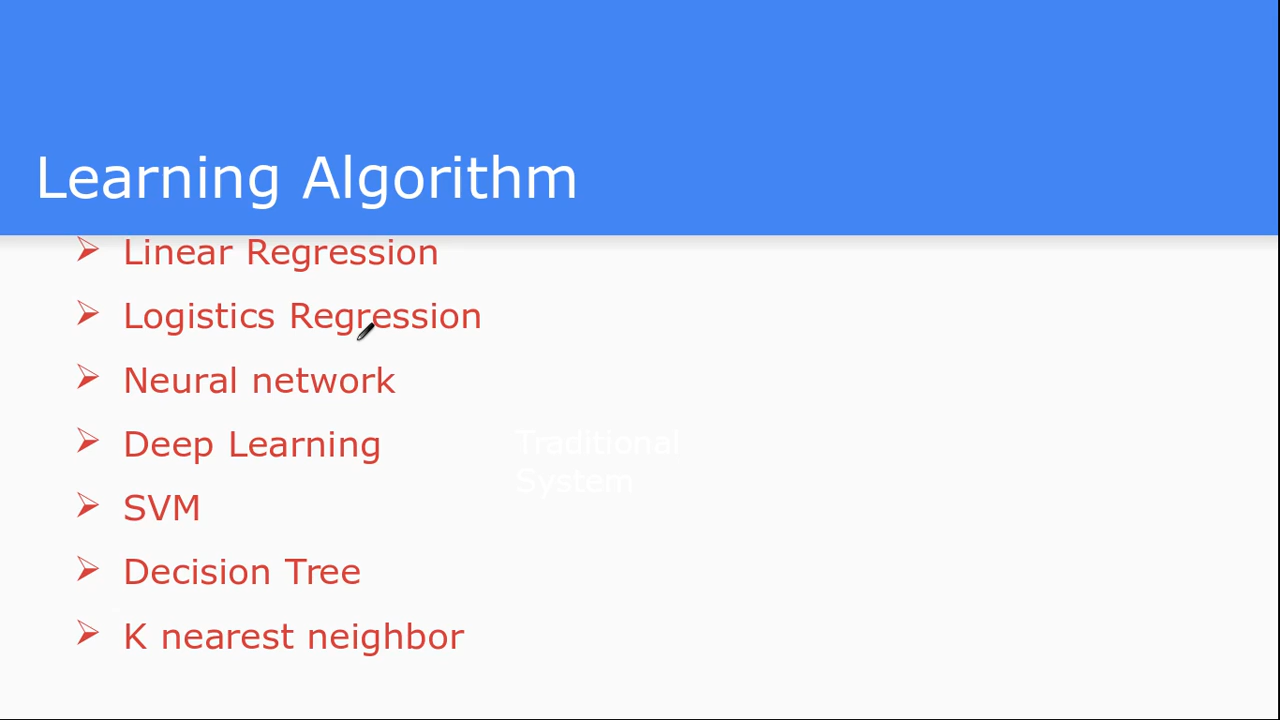 Learning Algorithm
Linear Regression
Logistics Regression
Neural network
Deep Learning
Traditional
System
SVM
Decision Tree
K nearest neighbor